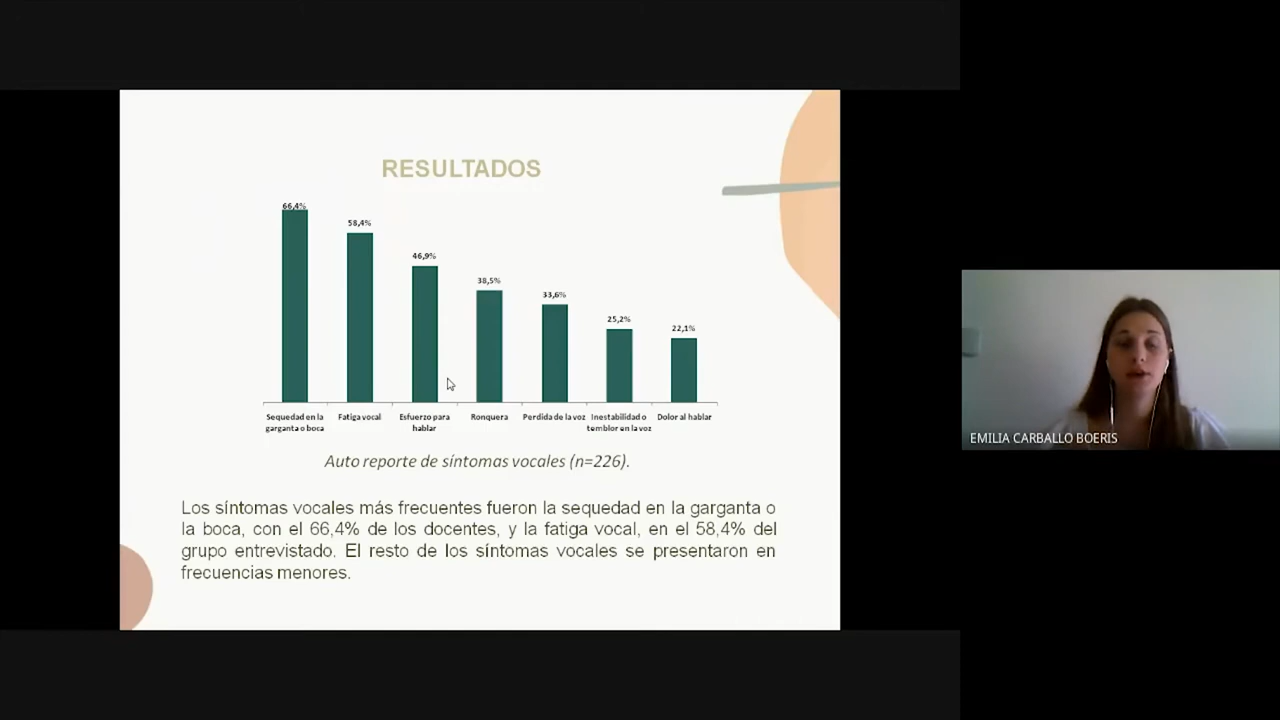 RESULTADOS
66,4%
58,4%
46,9%
38,5%
33,6%
25,2%
22,1%
Sequedad en la
garganta o boca
Fatiga vocal
Esfuerzo para
hablar
Ronquera
Perdida de la voz
Inestabilidad o
temblor en la voz
Dolor al hablar
Auto reporte de síntomas vocales (n=226).
Los síntomas vocales más frecuentes fueron la sequedad en la garganta o
la boca, con el 66,4% de los docentes, y la fatiga vocal, en el 58,4% del
grupo entrevistado. El resto de los síntomas vocales se presentaron en
frecuencias menores.
EMILIA CARBALLO BOERIS